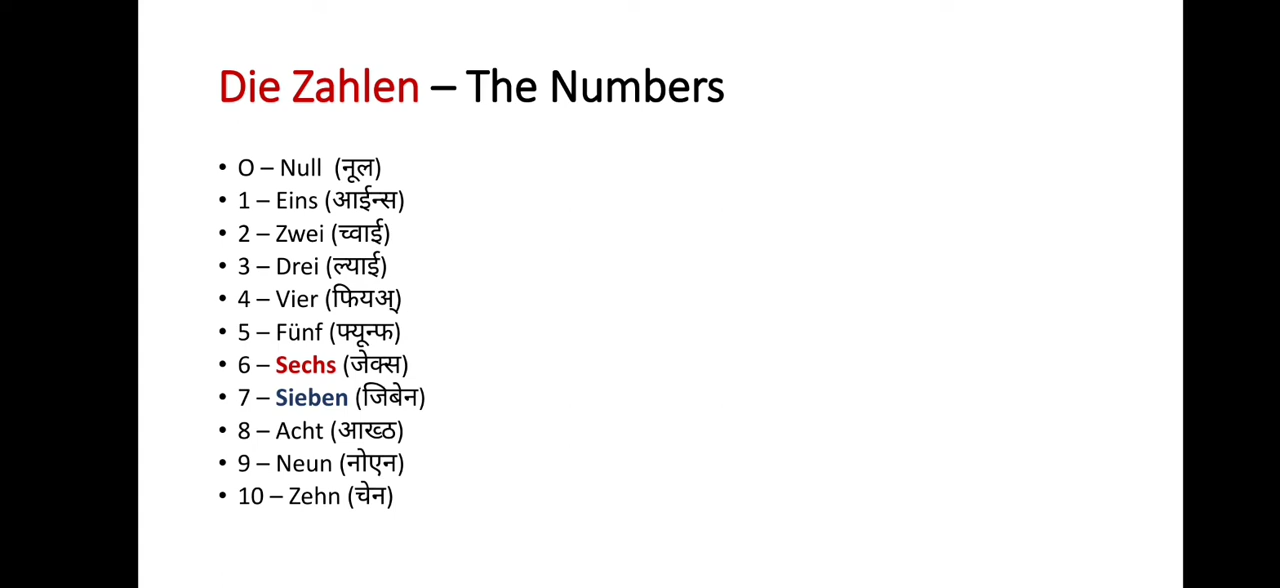 Die Zahlen – The Numbers
• O – Null (नूल)
• 1 – Eins (आईन्स)
• 2 – Zwei (च्वाई)
• 3 – Drei (ल्याई)
• 4 – Vier (फियअ्)
• 5 – Fünf (फ्यून्फ)
• 6 – Sechs (जेक्स)
• 7 – Sieben (जिबेन)
• 8 – Acht (आख्ठ)
• 9 – Neun (नोएन)
• 10 – Zehn (चेन)